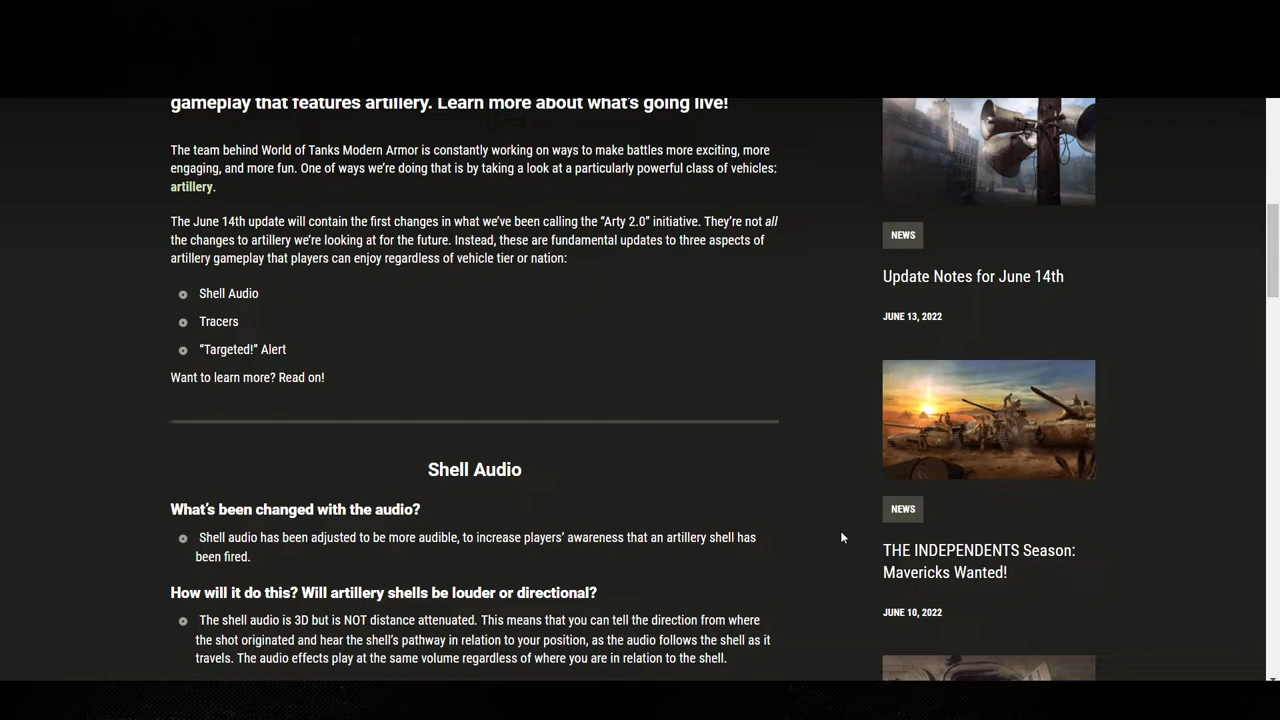 gameplay that features artillery. Learn more about what's going live!
The team behind World of Tanks Modern Armor is constantly working on ways to make battles more exciting, more
engaging, and more fun. One of ways we're doing that is by taking a look at a particularly powerful class of vehicles:
artillery.
The June 14th update will contain the first changes in what we've been calling the “Arty 2.0” initiative. They're not all
the changes to artillery we're looking at for the future. Instead, these are fundamental updates to three aspects of
artillery gameplay that players can enjoy regardless of vehicle tier or nation:
Shell Audio
Tracers
“Targeted!” Alert
Want to learn more? Read on!
Shell Audio
What's been changed with the audio?
Shell audio has been adjusted to be more audible, to increase players' awareness that an artillery shell has
been fired.
How will it do this? Will artillery shells be louder or directional?
The shell audio is 3D but is NOT distance attenuated. This means that you can tell the direction from where
the shot originated and hear the shell's pathway in relation to your position, as the audio follows the shell as it
travels. The audio effects play at the same volume regardless of where you are in relation to the shell.
NEWS
Update Notes for June 14th
JUNE 13, 2022
NEWS
THE INDEPENDENTS Season:
Mavericks Wanted!
JUNE 10, 2022